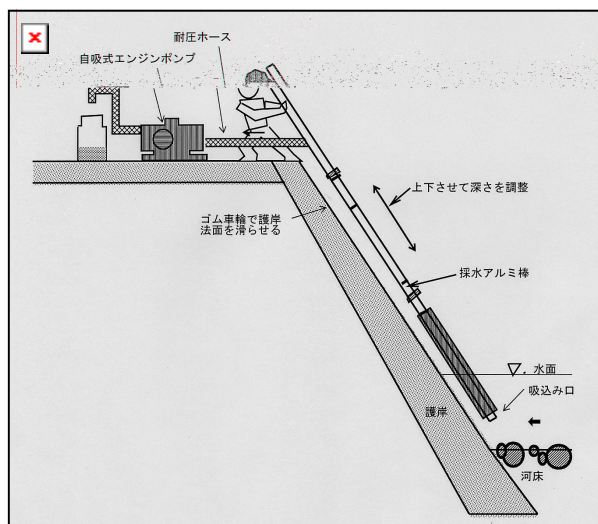 耐圧ホース
自吸式エンジンポンプ
上下させて深さを調整
ゴム車輪で護岸
法面を滑らせる
採水アルミ棒
水面
吸込み口
護岸
河床